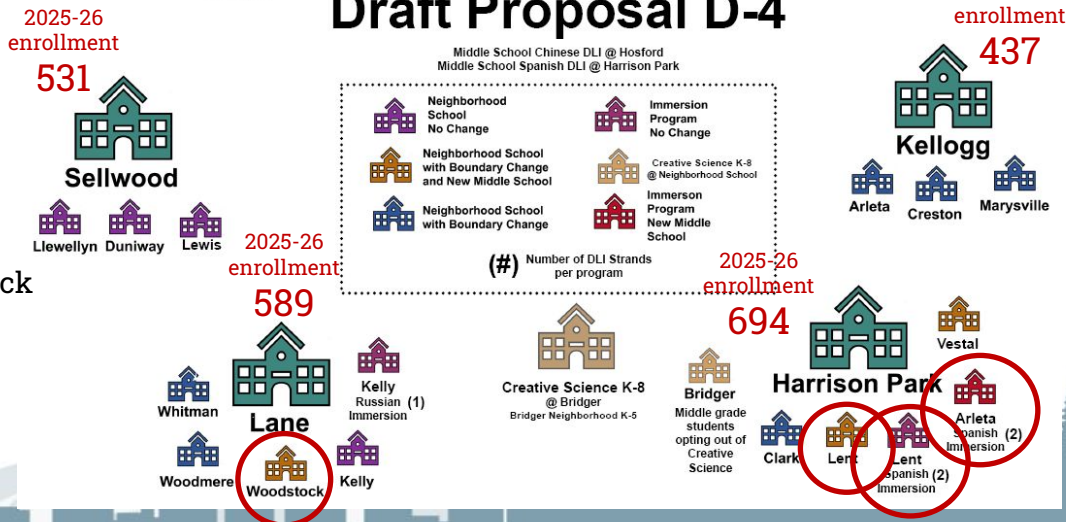 Draft Proposal D-4
Middle School Chinese DLI @ Hosford
Middle School Spanish DLI @ Harrison Park
2025-26
enrollment
531
Sellwood
Llewellyn Duniway Lewis
enrollment
437
Kellogg
Arleta
Creston
Marysville
Neighborhood
School
No Change
Immersion
Program
No Change
Neighborhood School
with Boundary Change
and New Middle School
Creative Science K-8
@ Neighborhood School
Neighborhood School
with Boundary Change
Immerson
Program
New Middle
School
(#) Number of DLI Strands
per program
ck
2025-26
enrollment
589
Lane
Whitman
Woodmere
Woodstock
Kelly
Kelly
Russian (1)
Immersion
Creative Science K-8
@ Bridger
Bridger Neighborhood K-5
2025-26
enrollment
694
Harrison Park
Vestal
Bridger
Middle grade
students
opting out of
Creative
Science
Clark
Lent
Lent
Spanish (2)
Immersion
Arleta
Spanish (2)
Immersion